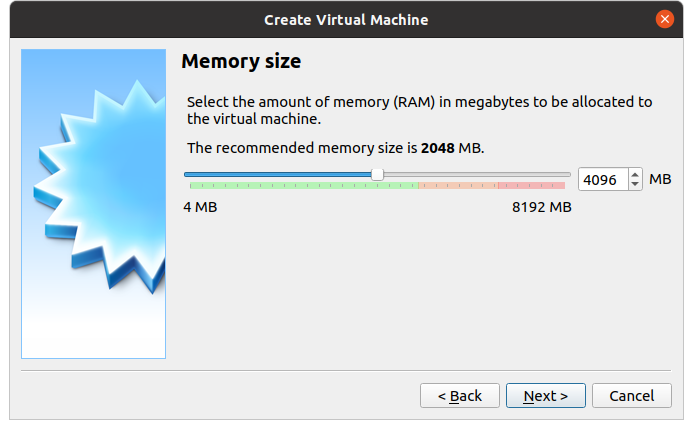 Create Virtual Machine
Memory size
Select the amount of memory (RAM) in megabytes to be allocated to
the virtual machine.
The recommended memory size is 2048 MB.
4096 MB
4 MB 8192 MB
< Back Next > Cancel